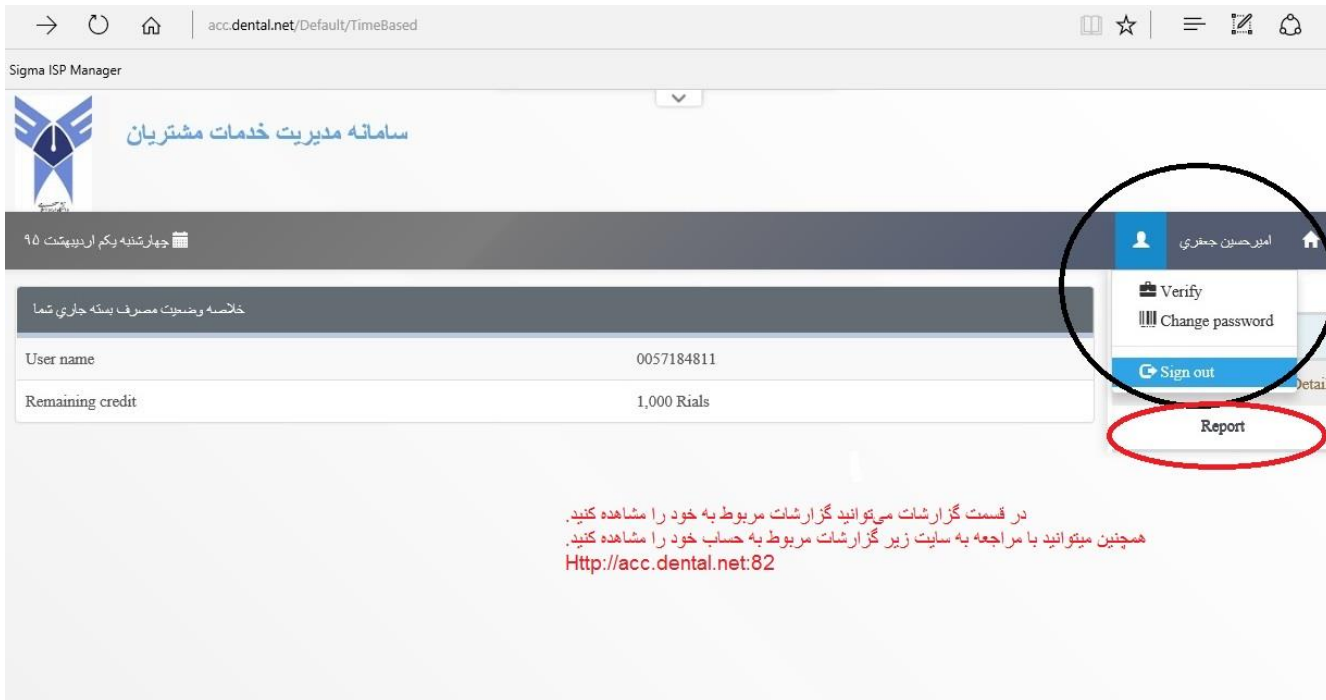 acc.dental.net/Default/TimeBased
Sigma ISP Manager
سامانه مدیریت خدمات مشتریان
چهارشنبه یکم اردیبهشت ۹۵
امیرحسین جعفري
Verify
Change password
Sign out
خلاصه وضعیت مصرف بسته جاري شما
User name 0057184811
Remaining credit 1,000 Rials
Detai
Report
در قسمت گزارشات می‌توانید گزارشات مربوط به خود را مشاهده کنید.
همچنین میتوانید با مراجعه به سایت زیر گزارشات مربوط به حساب خود را مشاهده کنید.
Http://acc.dental.net:82